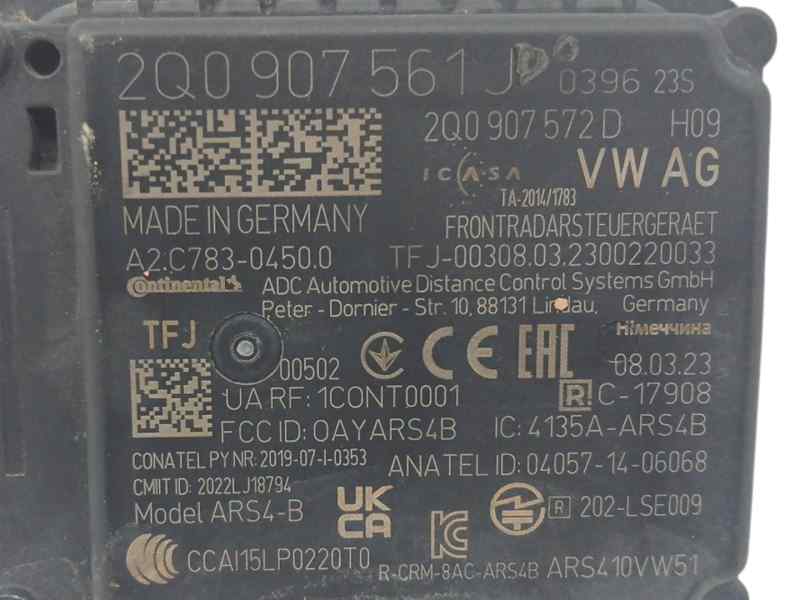 2Q0 907 561 J 0396 23S
2Q0 907 572 D H09
ICASA VW AG
TA-2014/1783
MADE IN GERMANY FRONTRADARSTEUERGERAET
A2.C783-0450.0 TFJ-00308.03.2300220033
Continental ADC Automotive Distance Control Systems GmbH
Peter - Dornier - Str. 10, 88131 Lindau, Germany
TFJ Німеччина
00502 CE EAC 08.03.23
UA RF: 1CONT0001 R C-17908
FCC ID: OAYARS4B IC: 4135A-ARS4B
CONATEL PY NR: 2019-07-I-0353 ANATEL ID: 04057-14-06068
CMIIT ID: 2022LJ18794
Model ARS4-B UK CA R 202-LSE009
CCAI15LP0220T0 R-CRM-8AC-ARS4B ARS410VW51